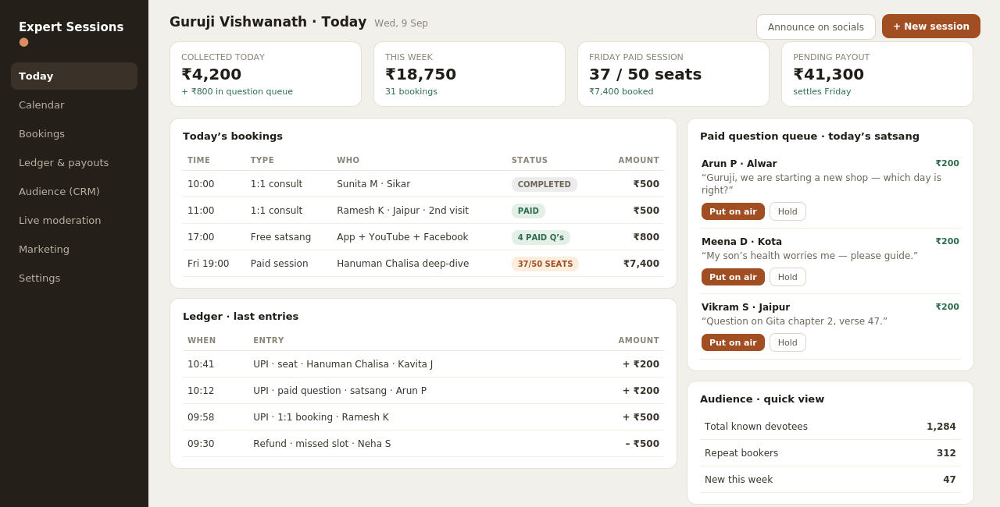 Expert Sessions
Today
Calendar
Bookings
Ledger & payouts
Audience (CRM)
Live moderation
Marketing
Settings
Guruji Vishwanath · Today Wed, 9 Sep
Announce on socials
+ New session
COLLECTED TODAY
₹4,200
+ ₹800 in question queue
THIS WEEK
₹18,750
31 bookings
FRIDAY PAID SESSION
37 / 50 seats
₹7,400 booked
PENDING PAYOUT
₹41,300
settles Friday
Today’s bookings
TIME TYPE WHO STATUS AMOUNT
10:00 1:1 consult Sunita M · Sikar COMPLETED ₹500
11:00 1:1 consult Ramesh K · Jaipur · 2nd visit PAID ₹500
17:00 Free satsang App + YouTube + Facebook 4 PAID Q’s ₹800
Fri 19:00 Paid session Hanuman Chalisa deep-dive 37/50 SEATS ₹7,400
Ledger · last entries
WHEN ENTRY AMOUNT
10:41 UPI · seat · Hanuman Chalisa · Kavita J + ₹200
10:12 UPI · paid question · satsang · Arun P + ₹200
09:58 UPI · 1:1 booking · Ramesh K + ₹500
09:30 Refund · missed slot · Neha S – ₹500
Paid question queue · today’s satsang
Arun P · Alwar ₹200
“Guruji, we are starting a new shop — which day is
right?”
Put on air Hold
Meena D · Kota ₹200
“My son’s health worries me — please guide.”
Put on air Hold
Vikram S · Jaipur ₹200
“Question on Gita chapter 2, verse 47.”
Put on air Hold
Audience · quick view
Total known devotees 1,284
Repeat bookers 312
New this week 47